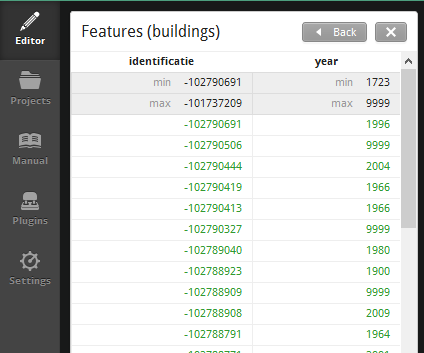 Editor
Projects
Manual
Plugins
Settings
Features (buildings)
Back
identificatie year
min -102790691 min 1723
max -101737209 max 9999
-102790691 1996
-102790506 9999
-102790444 2004
-102790419 1966
-102790413 1966
-102790327 9999
-102789040 1980
-102788923 1900
-102788909 9999
-102788908 2009
-102788791 1964